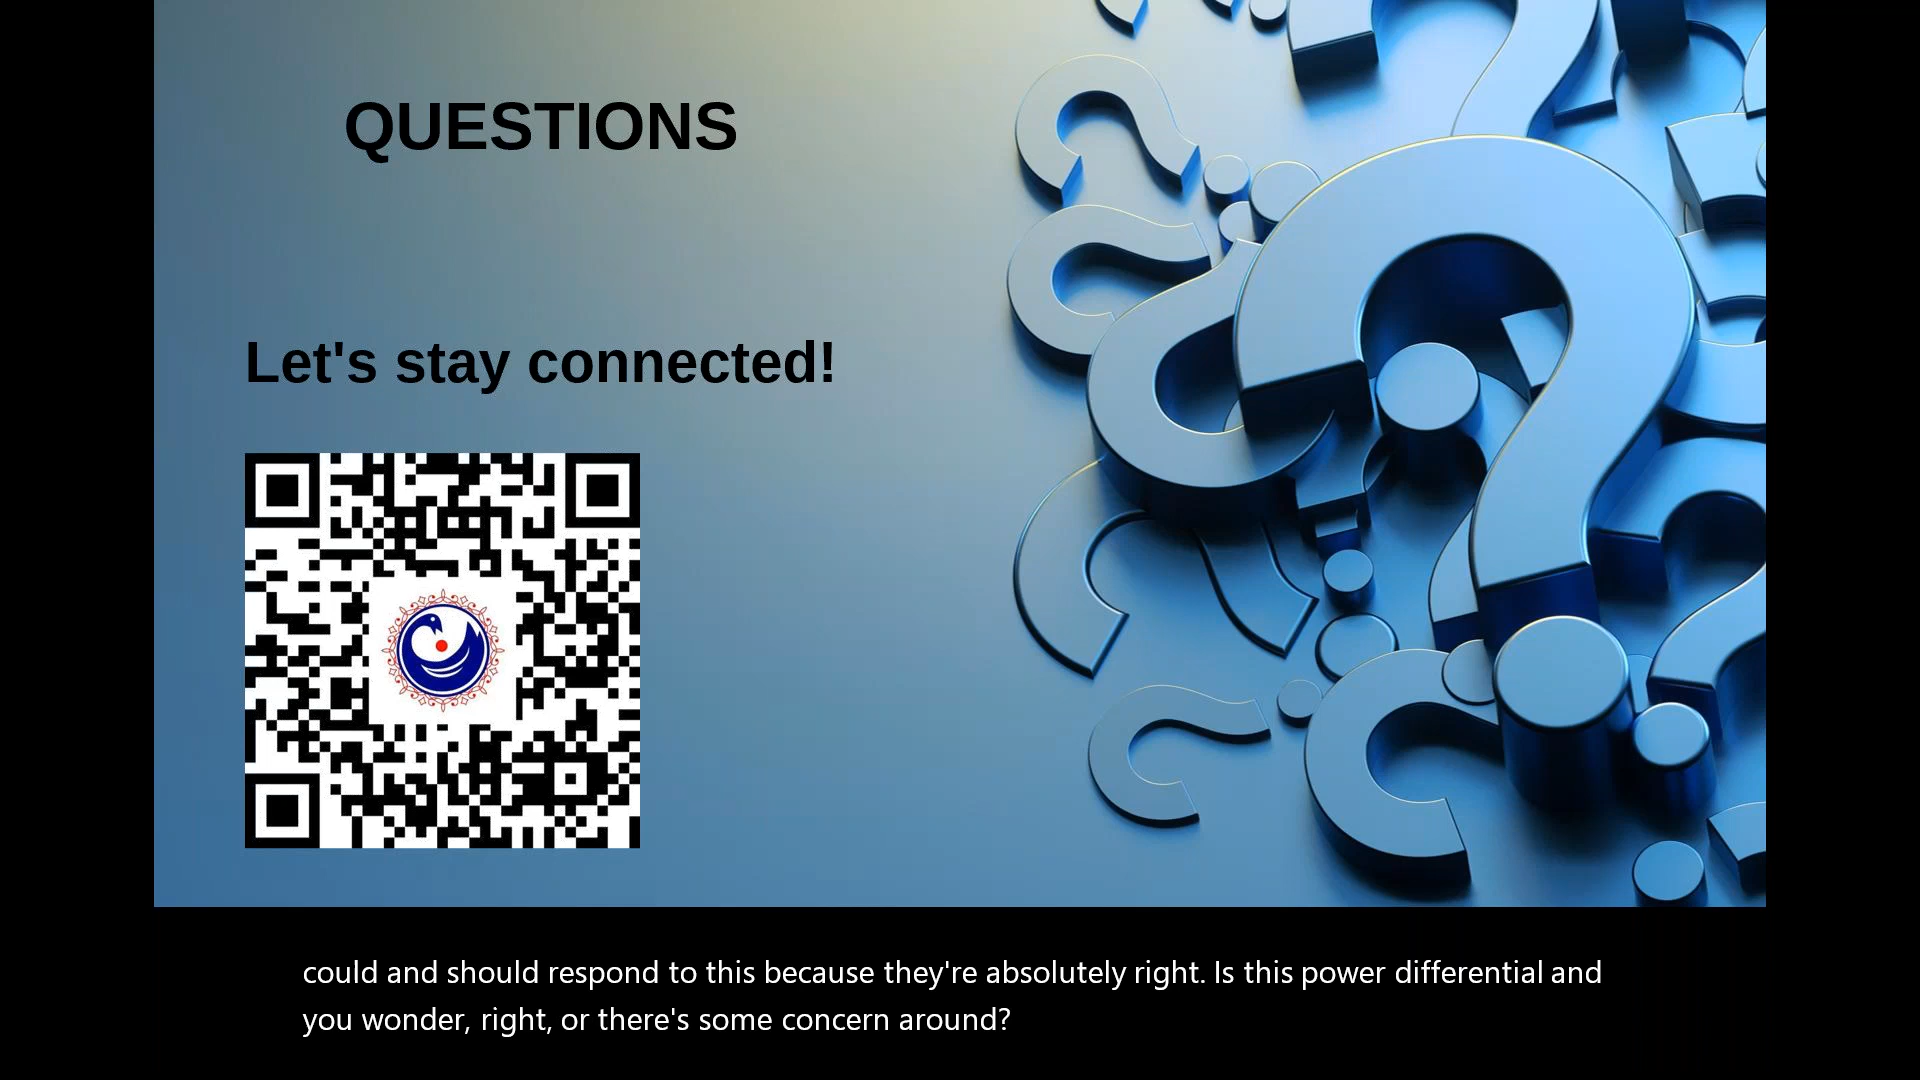 QUESTIONS
Let's stay connected!
could and should respond to this because they're absolutely right. Is this power differential and
you wonder, right, or there's some concern around?